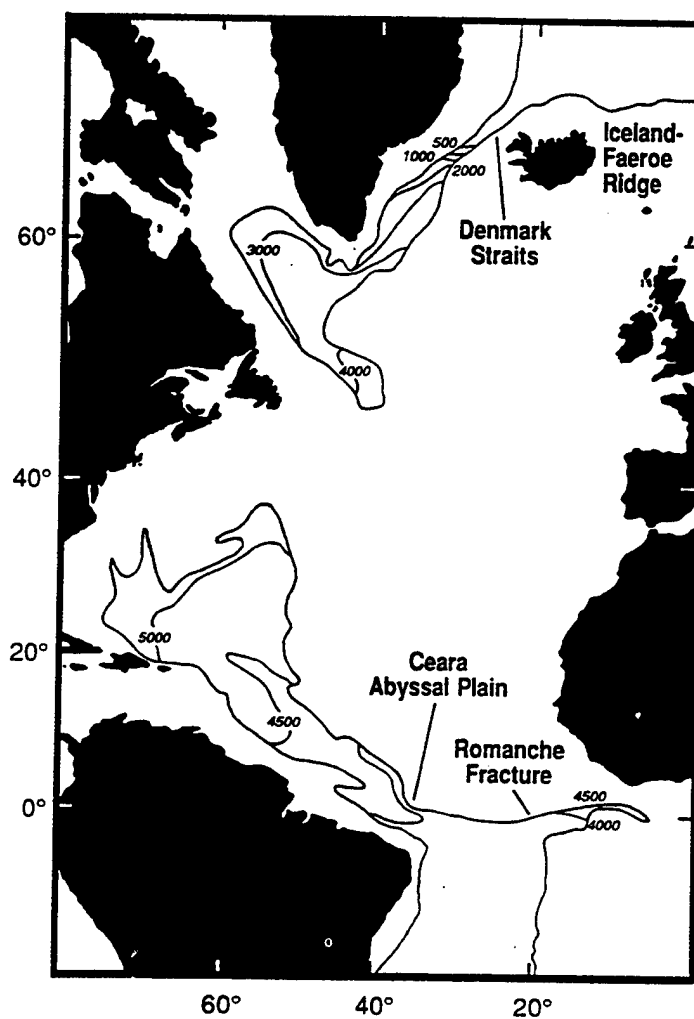 Iceland-
Faeroe
Ridge
500
1000
2000
Denmark
Straits
60°
3000
4000
40°
5000
20°
Ceara
Abyssal Plain
4500
Romanche
Fracture
4500
0°
4000
60°
40°
20°